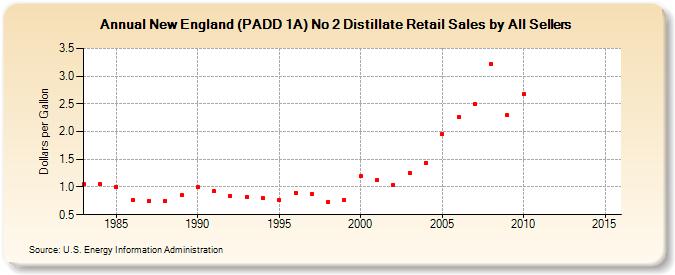 Annual New England (PADD 1A) No 2 Distillate Retail Sales by All Sellers
Dollars per Gallon
3.5
3.0
2.5
2.0
1.5
1.0
0.5
1985 1990 1995 2000 2005 2010 2015
Source: U.S. Energy Information Administration